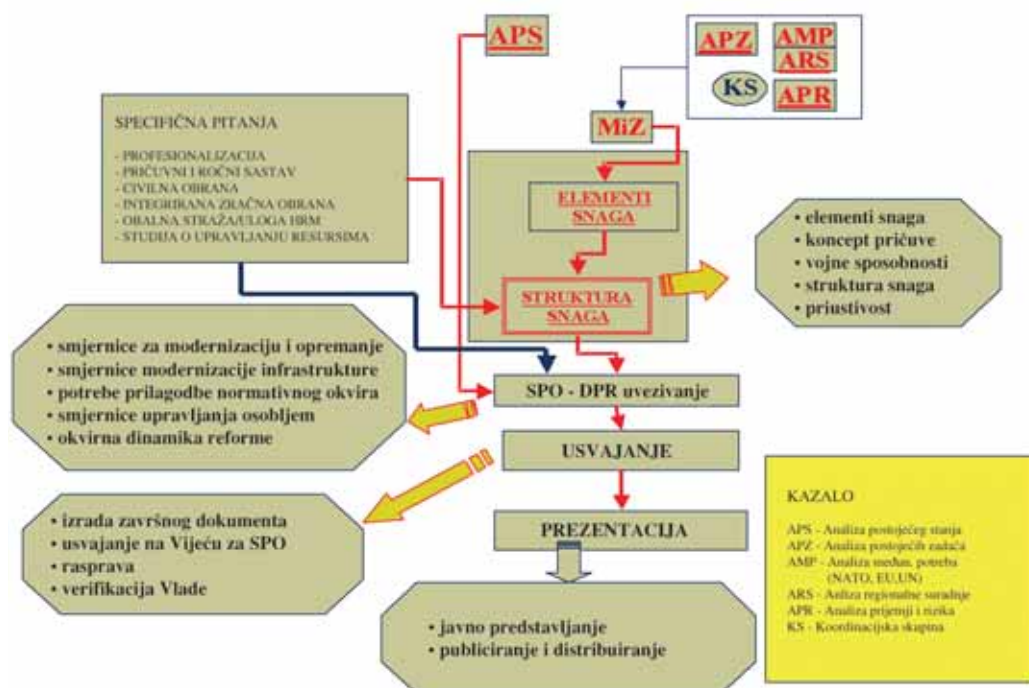 APS
APZ
AMP
ARS
KS
APR
MiZ
SPECIFIČNA PITANJA
- PROFESIONALIZACIJA
- PRIČUVNI I ROČNI SASTAV
- CIVILNA OBRANA
- INTEGRIRANA ZRAČNA OBRANA
- OBALNA STRAŽA/ULOGA HRM
- STUDIJA O UPRAVLJANJU RESURSIMA
ELEMENTI
SNAGA
STRUKTURA
SNAGA
• elementi snaga
• koncept pričuve
• vojne sposobnosti
• struktura snaga
• priustivost
• smjernice za modernizaciju i opremanje
• smjernice modernizacije infrastrukture
• potrebe prilagodbe normativnog okvira
• smjernice upravljanja osobljem
• okvirna dinamika reforme
SPO - DPR uvezivanje
USVAJANJE
• izrada završnog dokumenta
• usvajanje na Vijeću za SPO
• rasprava
• verifikacija Vlade
PREZENTACIJA
• javno predstavljanje
• publiciranje i distribuiranje
KAZALO
APS - Analiza postojećeg stanja
APZ - Analiza postojećih zadaća
AMP - Analiza međun. potreba
(NATO, EU,UN)
ARS - Anliza regionalne suradnje
APR - Analiza prijetnji i rizika
KS - Koordinacijska skupina